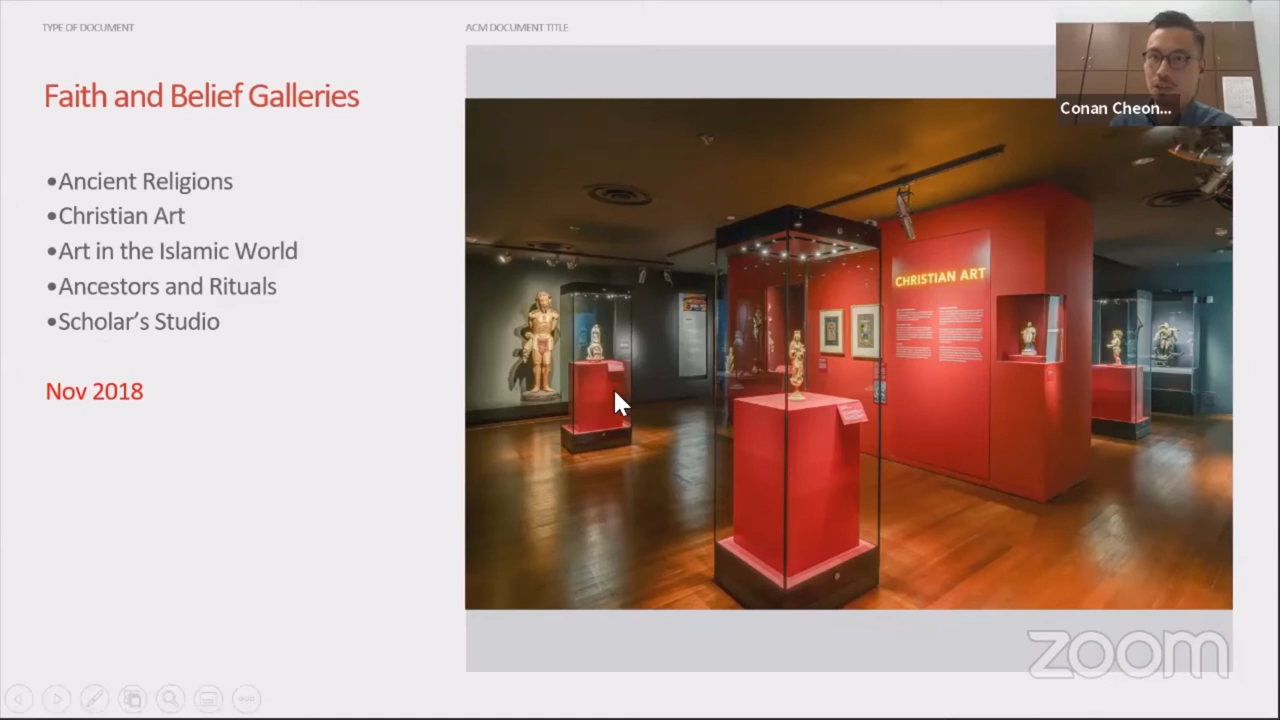 TYPE OF DOCUMENT
ACM DOCUMENT TITLE
Faith and Belief Galleries
•Ancient Religions
•Christian Art
•Art in the Islamic World
•Ancestors and Rituals
•Scholar’s Studio
Nov 2018
Conan Cheon...
CHRISTIAN ART
zoom